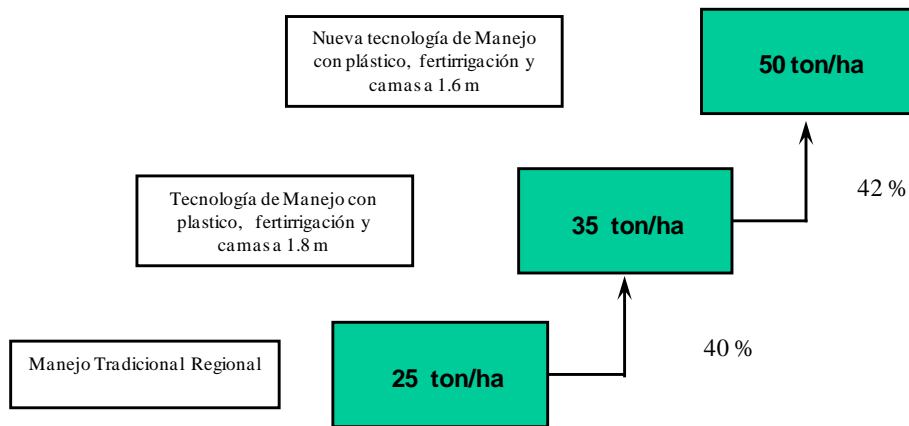 Nueva tecnología de Manejo
con plástico, fertirrigación y
camas a 1.6 m
50 ton/ha
42 %
Tecnología de Manejo con
plastico, fertirrigación y
camas a 1.8 m
35 ton/ha
40 %
Manejo Tradicional Regional
25 ton/ha